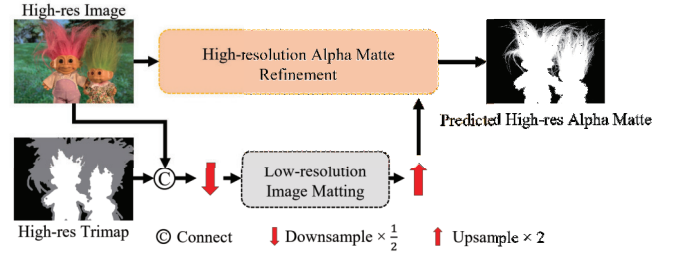 High-res Image
High-resolution Alpha Matte
Refinement
Predicted High-res Alpha Matte
C
Low-resolution
Image Matting
High-res Trimap
© Connect
Downsample × 1/2
Upsample × 2